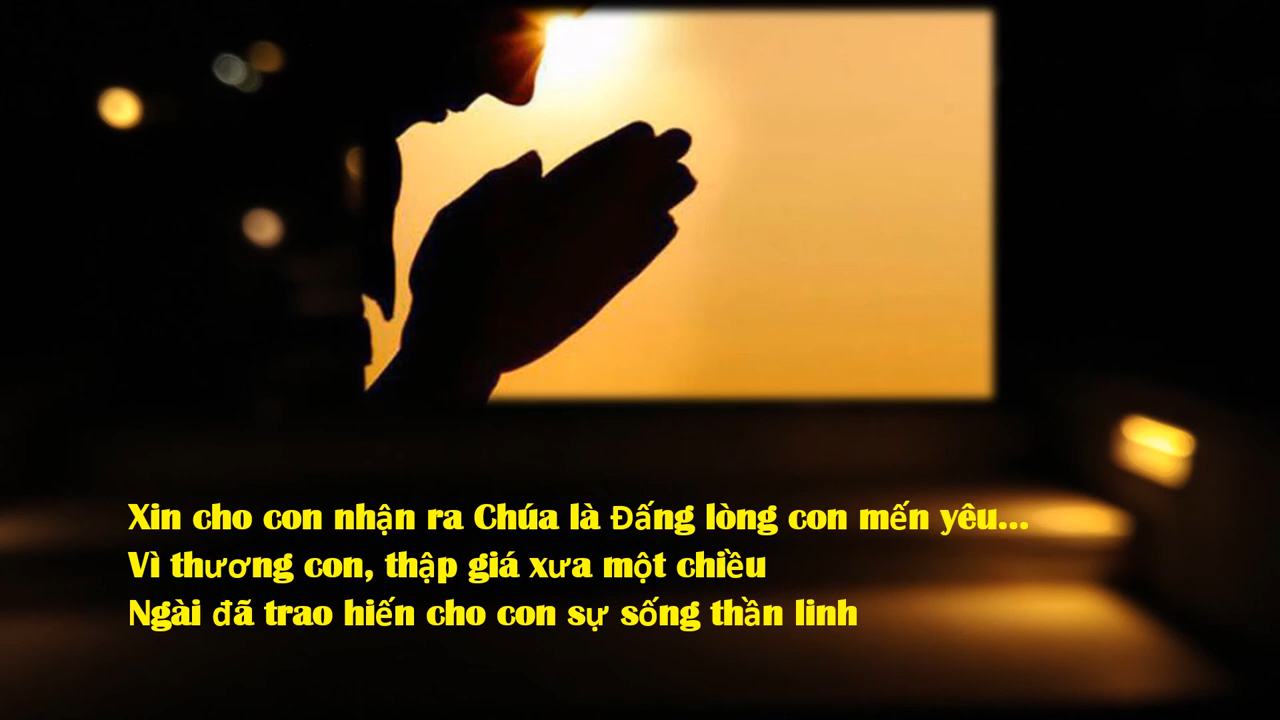 Xin cho con nhận ra Chúa là Đấng lòng con mến yêu...
Vì thương con, thập giá xưa một chiều
Ngài đã trao hiến cho con sự sống thần linh